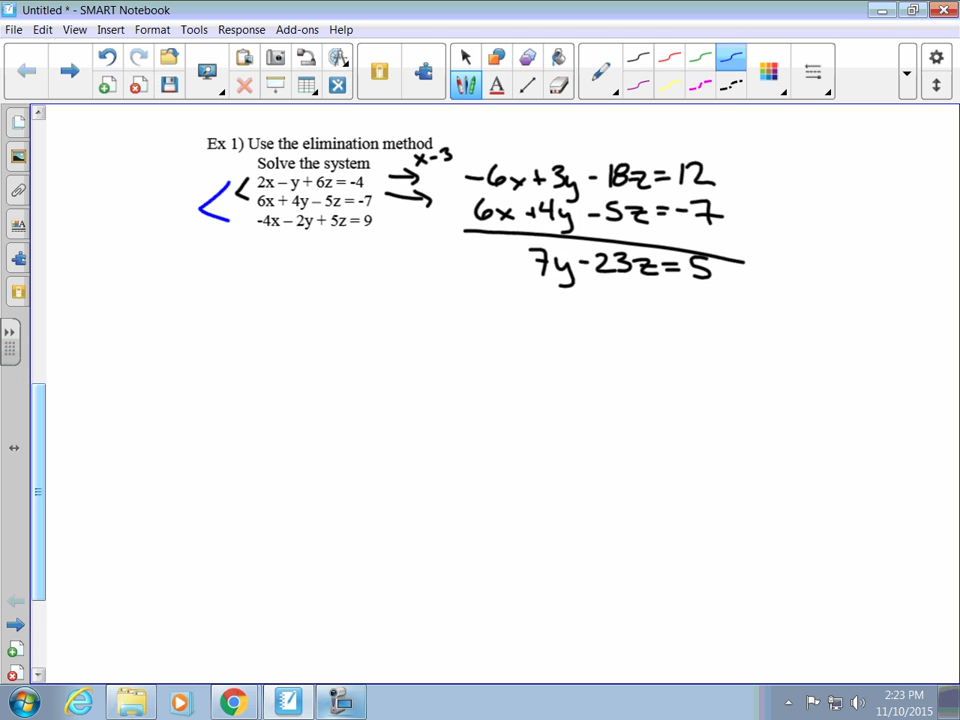 Untitled * - SMART Notebook
File Edit View Insert Format Tools Response Add-ons Help
Ex 1) Use the elimination method
Solve the system
2x – y + 6z = -4
6x + 4y – 5z = -7
-4x – 2y + 5z = 9
x-3
-6x+3y-18z=12
6x+4y-5z=-7
7y-23z=5
2:23 PM
11/10/2015